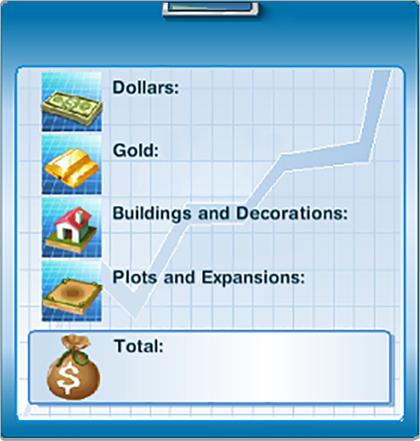 Dollars:
Gold:
Buildings and Decorations:
Plots and Expansions:
Total:
$